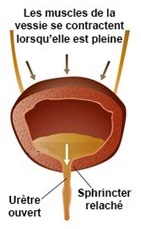 Les muscles de la
vessie se contractent
lorsqu'elle est pleine
Urètre
ouvert
Sphrincter
relaché